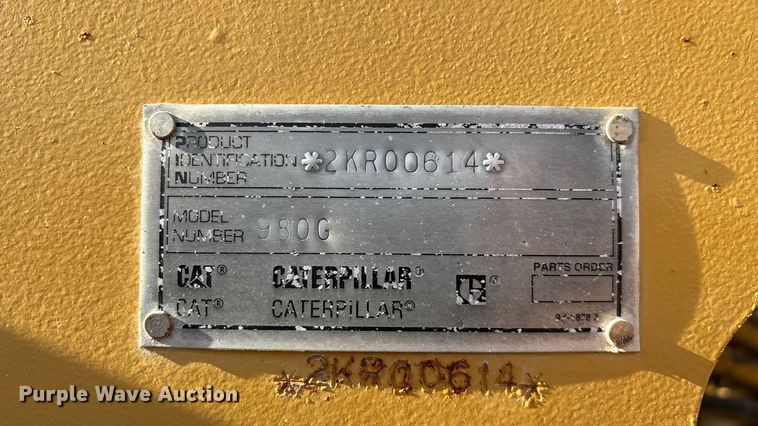 PRODUCT
IDENTIFICATION *2KR00614*
NUMBER
MODEL
NUMBER 980G
CAT® CATERPILLAR® ®
PARTS ORDER
CAT® CATERPILLAR®
*2KR00614*
Purple Wave Auction